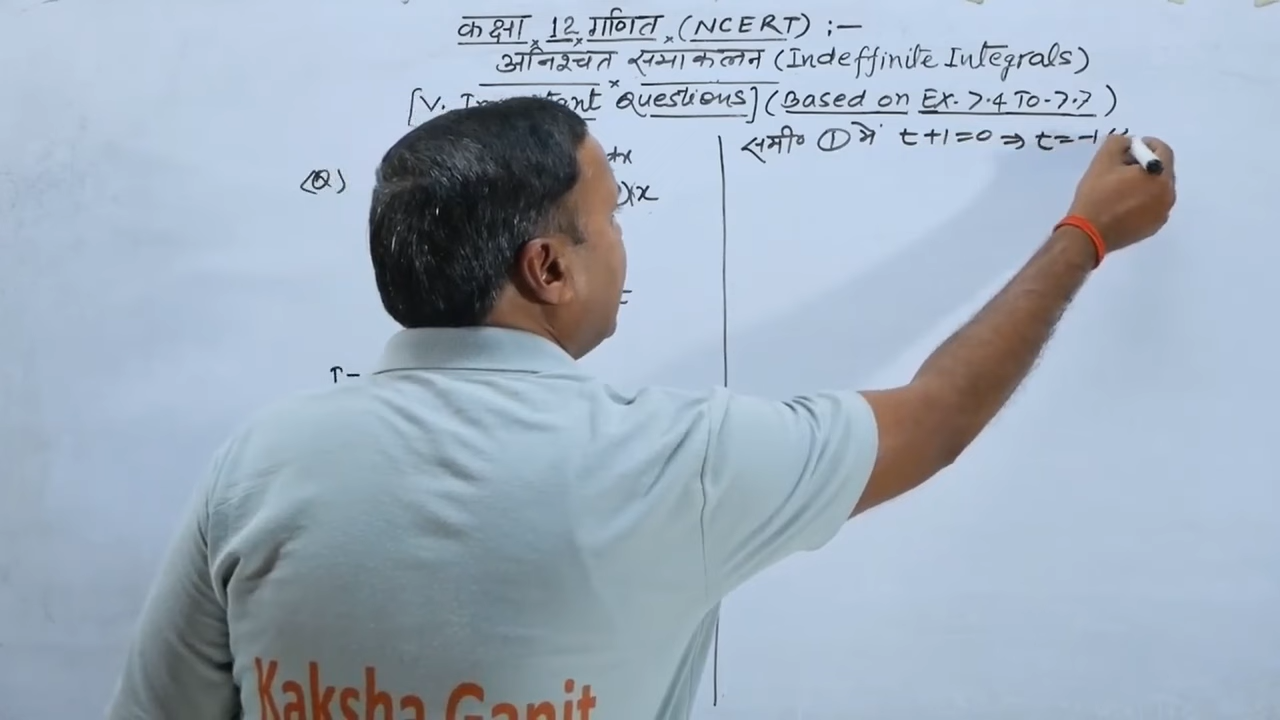 कक्षा 12 गणित (NCERT) :-
अनिश्चत समाकलन (Indeffinite Integrals)
[V. Important Questions] (Based on Ex. 7.4 To-7.7)
(Q)
dx
)x
I-
समी० ① में t+1=0 ⇒ t=-1
Kaksha Ganit